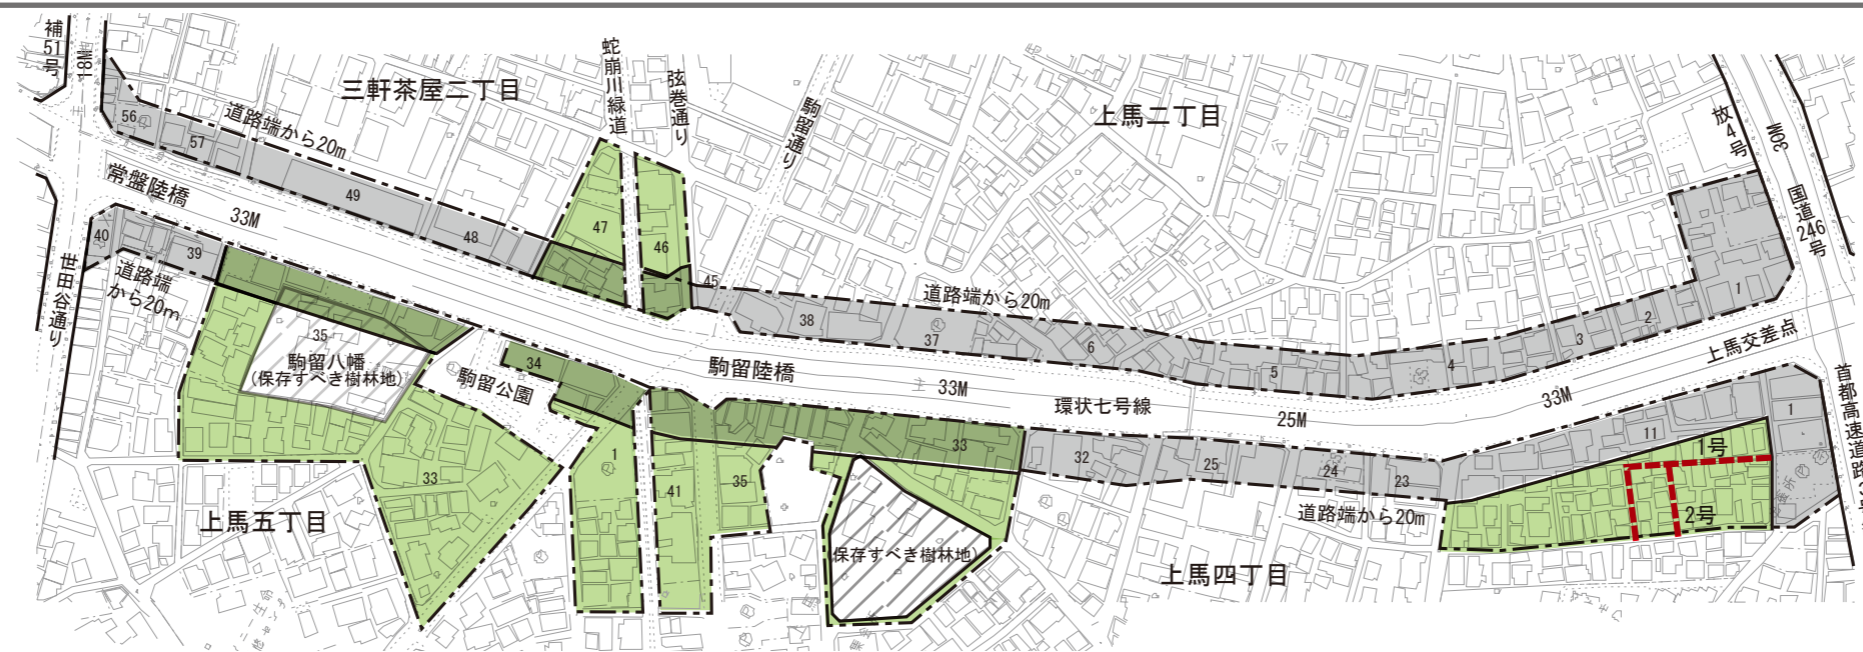 補
51
号
18M
三軒茶屋二丁目
蛇崩川緑道
弦巻通り
駒留通り
上馬二丁目
放4号
30M
国道246号
56
57
道路端から20m
49
48
47
46
45
常盤陸橋
33M
40
39
道路端
から20m
世田谷通り
35
駒留八幡
(保存すべき樹林地)
駒留公園
34
33
上馬五丁目
1
41
35
駒留陸橋
33M
環状七号線
25M
33M
上馬交差点
38
37
道路端から20m
6
5
4
3
2
1
首都高速道路
33
32
25
24
23
11
1
1号
2号
道路端から20m
保存すべき樹林地)
上馬四丁目